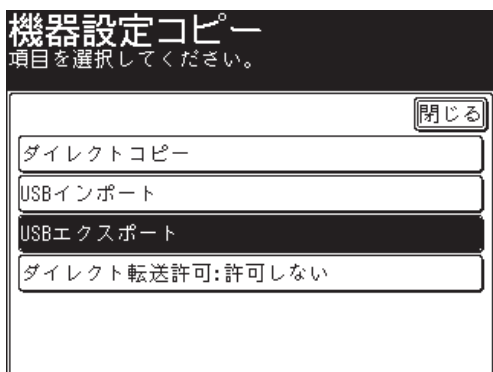 機器設定コピー
項目を選択してください。
閉じる
ダイレクトコピー
USBインポート
USBエクスポート
ダイレクト転送許可:許可しない